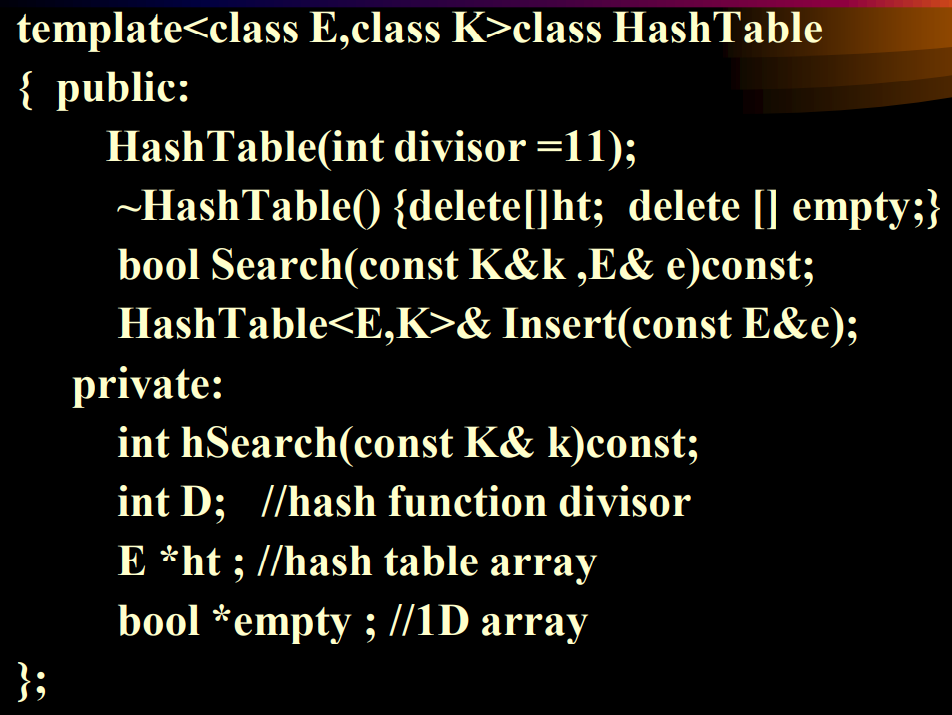 template<class E,class K>class HashTable
{ public:
HashTable(int divisor =11);
~HashTable() {delete[]ht; delete [] empty;}
bool Search(const K&k ,E& e)const;
HashTable<E,K>& Insert(const E&e);
private:
int hSearch(const K& k)const;
int D; //hash function divisor
E *ht ; //hash table array
bool *empty ; //1D array
};